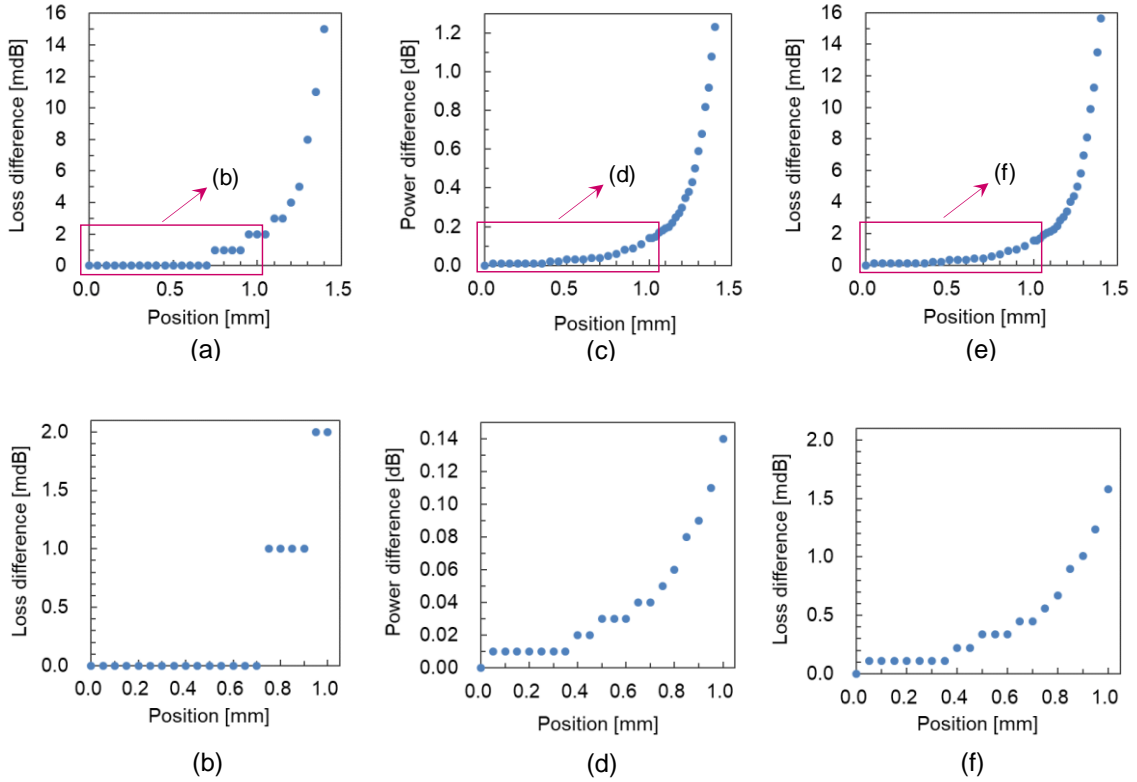 Loss difference [mdB]
16
14
12
10
8
6
4
2
0
(b)
0.0 0.5 1.0 1.5
Position [mm]
(a)
Power difference [dB]
1.2
1.0
0.8
0.6
0.4
0.2
0.0
(d)
0.0 0.5 1.0 1.5
Position [mm]
(c)
Loss difference [mdB]
16
14
12
10
8
6
4
2
0
(f)
0.0 0.5 1.0 1.5
Position [mm]
(e)
Loss difference [mdB]
2.0
1.5
1.0
0.5
0.0
0.0 0.2 0.4 0.6 0.8 1.0
Position [mm]
(b)
Power difference [dB]
0.14
0.12
0.10
0.08
0.06
0.04
0.02
0.00
0.0 0.2 0.4 0.6 0.8 1.0
Position [mm]
(d)
Loss difference [mdB]
2.0
1.5
1.0
0.5
0.0
0.0 0.2 0.4 0.6 0.8 1.0
Position [mm]
(f)